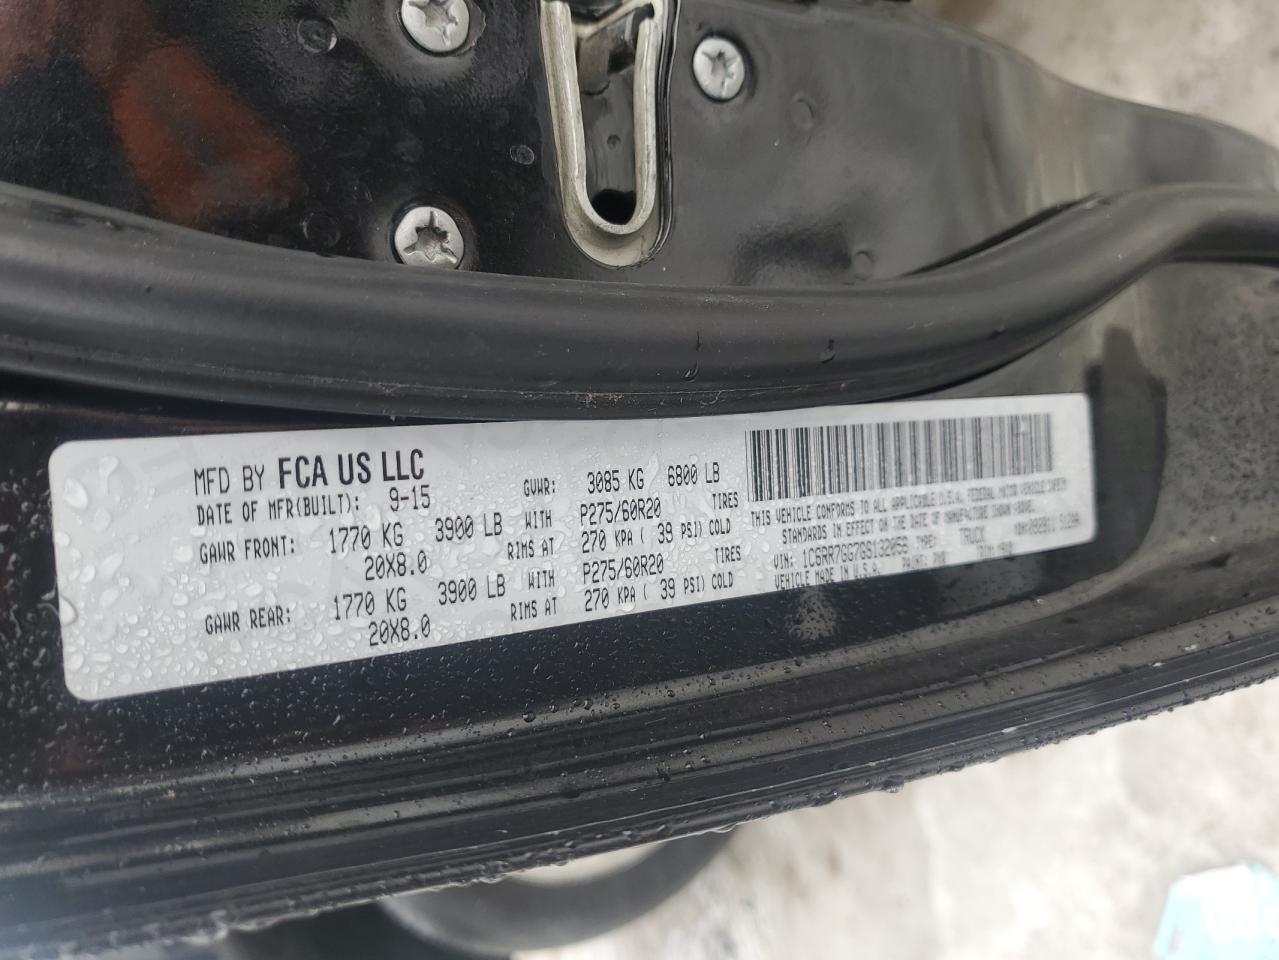 MFD BY FCA US LLC
DATE OF MFR(BUILT): 9-15
GVWR: 3085 KG 6800 LB
GAWR FRONT: 1770 KG 3900 LB WITH P275/60R20 TIRES
20X8.0 RIMS AT 270 KPA ( 39 PSI) COLD
GAWR REAR: 1770 KG 3900 LB WITH P275/60R20 TIRES
20X8.0 RIMS AT 270 KPA ( 39 PSI) COLD
THIS VEHICLE CONFORMS TO ALL APPLICABLE U.S.A. FEDERAL MOTOR VEHICLE SAFETY
STANDARDS IN EFFECT ON THE DATE OF MANUFACTURE SHOWN ABOVE.
VIN: TYPE: TRUCK
VEHICLE MADE IN U.S.A. PAINT: TRIM: